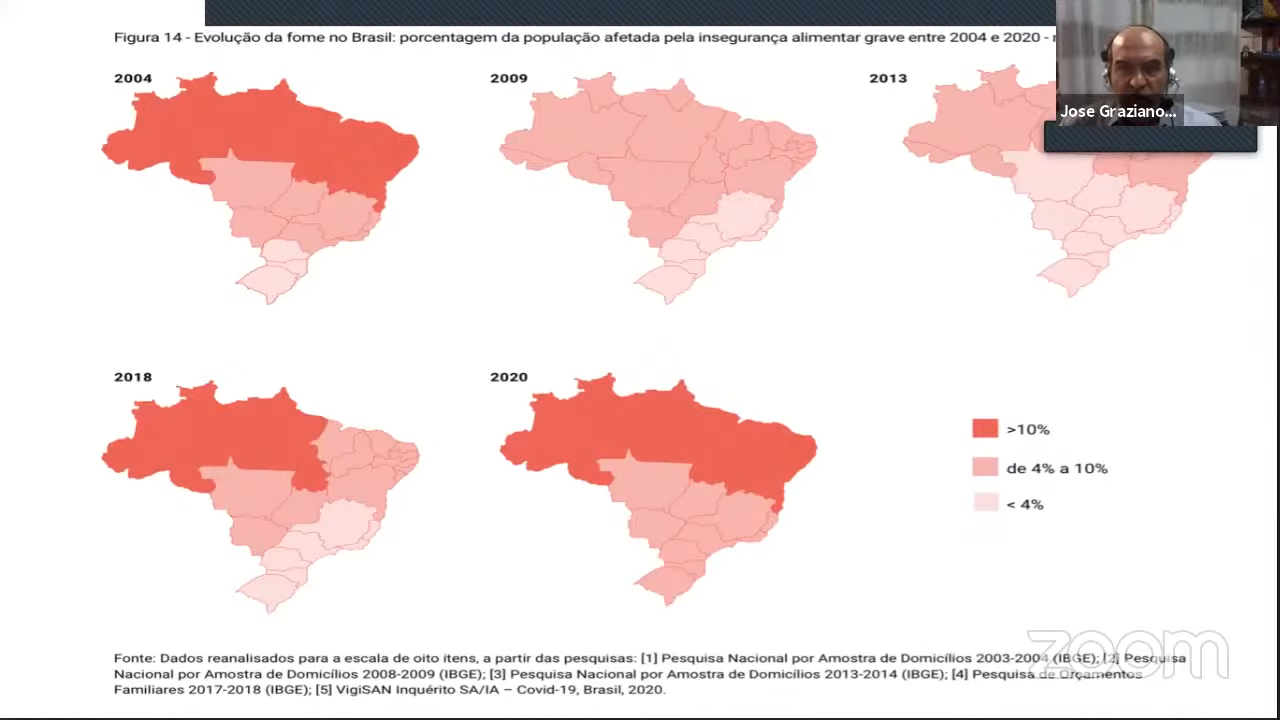 Figura 14 - Evolução da fome no Brasil: porcentagem da população afetada pela insegurança alimentar grave entre 2004 e 2020 -
Jose Graziano...
2004
2009
2013
2018
2020
>10%
de 4% a 10%
< 4%
Fonte: Dados reanalisados para a escala de oito itens, a partir das pesquisas: [1] Pesquisa Nacional por Amostra de Domicílios 2003-2004 (IBGE); [2] Pesquisa
Nacional por Amostra de Domicílios 2008-2009 (IBGE); [3] Pesquisa Nacional por Amostra de Domicílios 2013-2014 (IBGE); [4] Pesquisa de Orçamentos
Familiares 2017-2018 (IBGE); [5] VigiSAN Inquérito SA/IA – Covid-19, Brasil, 2020.
zoom